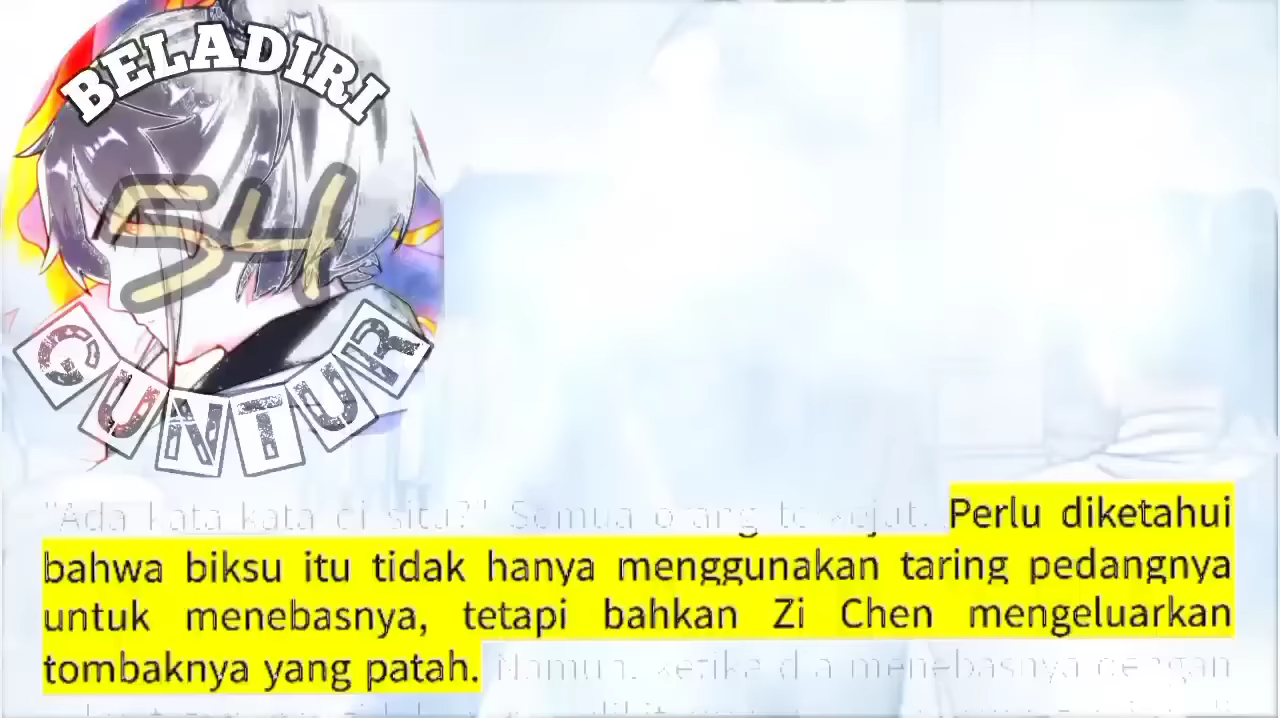 BELADIRI
54
GUNTUR
"Ada kata kata di situ?" Semua orang terkejut. Perlu diketahui
bahwa biksu itu tidak hanya menggunakan taring pedangnya
untuk menebasnya, tetapi bahkan Zi Chen mengeluarkan
tombaknya yang patah. Namun, ketika dia menebasnya dengan